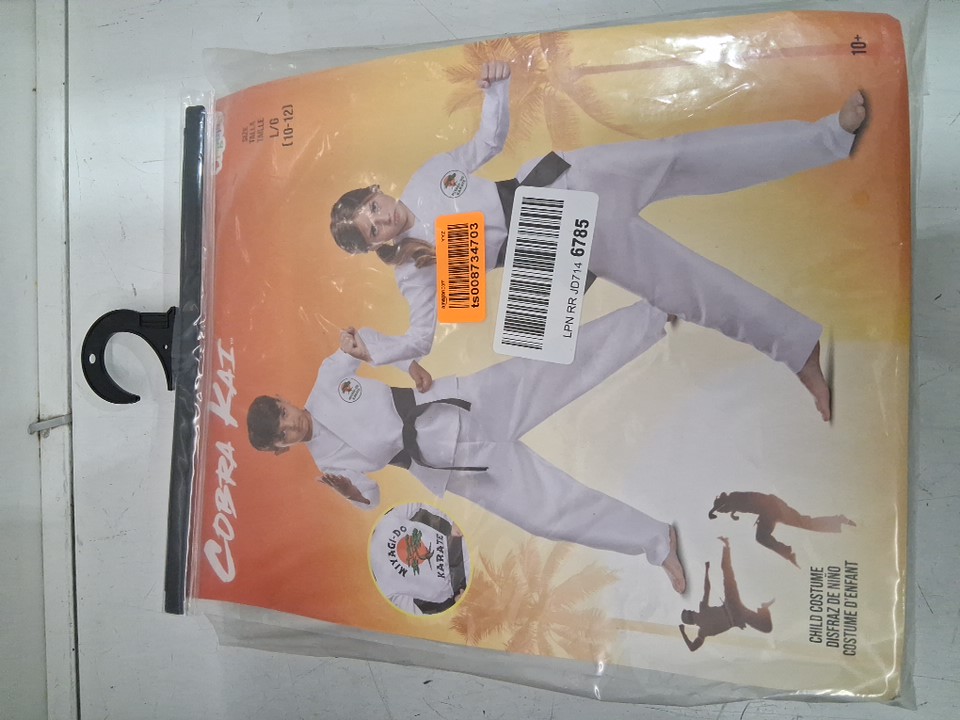 COBRA KAI
SIZE
TALLA
TAILLE
L/G
(10-12)
10+
MIYAGI-DO
KARATE
YYZ
ts008734703
LPN RR JD714 6785
CHILD COSTUME
DISFRAZ DE NIÑO
COSTUME D'ENFANT